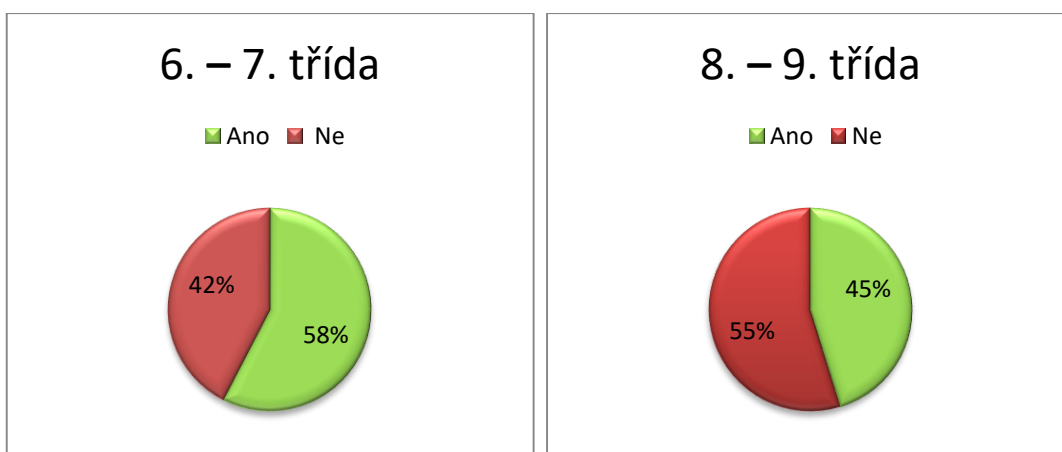 6. – 7. třída
Ano Ne
42%
58%
8. – 9. třída
Ano Ne
45%
55%